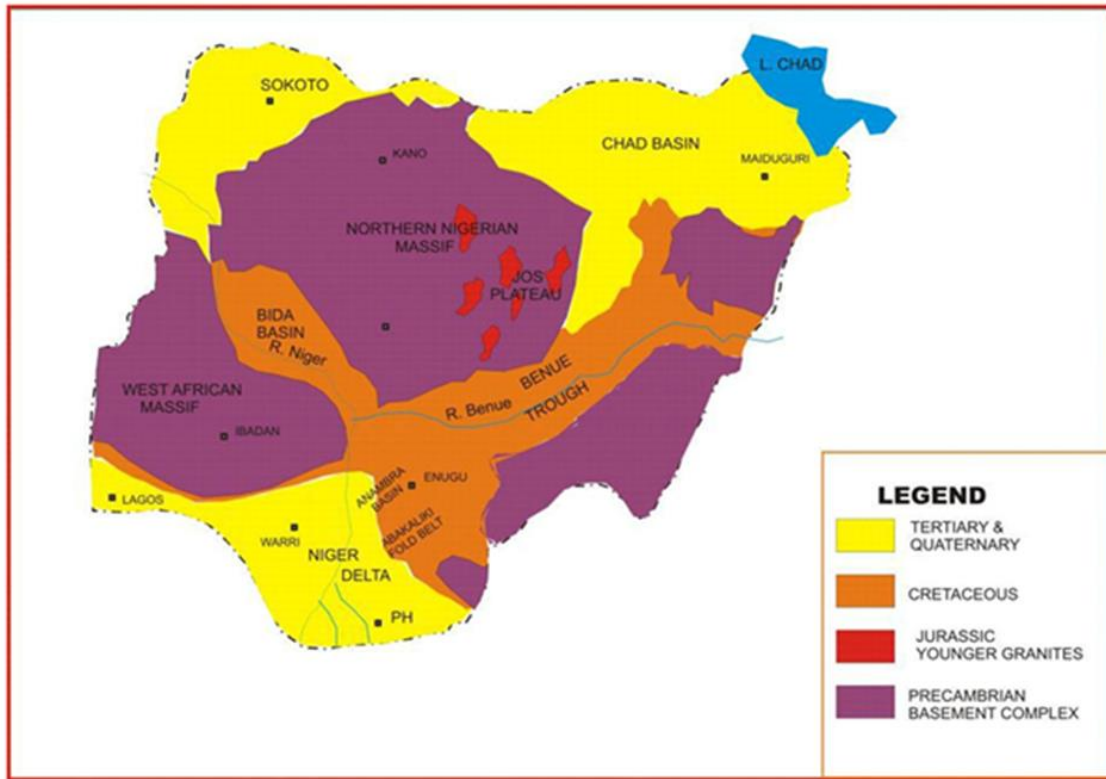 L. CHAD
SOKOTO
CHAD BASIN
KANO
MAIDUGURI
NORTHERN NIGERIAN
MASSIF
JOS
PLATEAU
BIDA
BASIN
R. Niger
BENUE
TROUGH
R. Benue
WEST AFRICAN
MASSIF
IBADAN
ANAMBRA
BASIN
ENUGU
LAGOS
ABAKALIKI
FOLD BELT
WARRI
NIGER
DELTA
PH
LEGEND
TERTIARY &
QUATERNARY
CRETACEOUS
JURASSIC
YOUNGER GRANITES
PRECAMBRIAN
BASEMENT COMPLEX